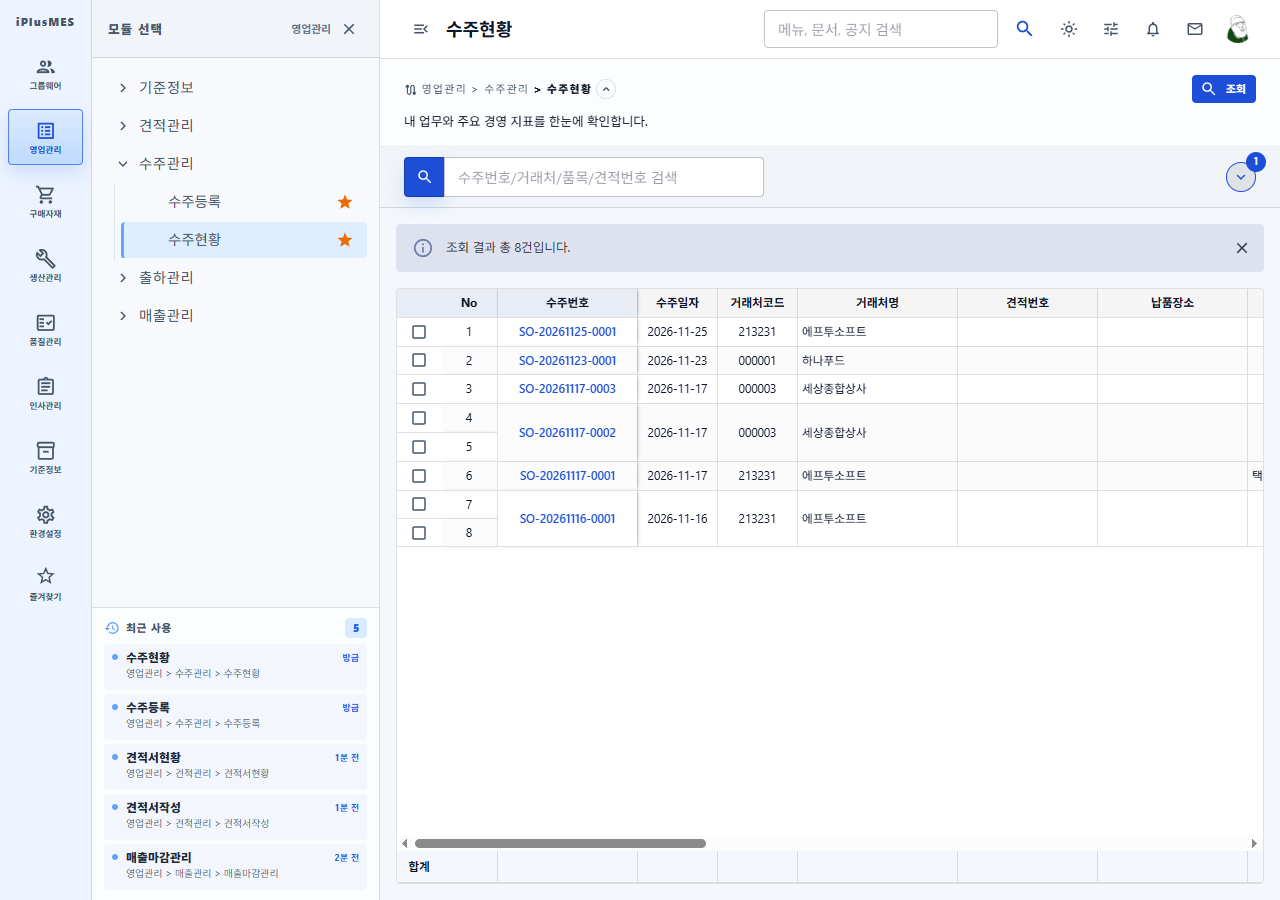 iPlusMES
그룹웨어
영업관리
구매자재
생산관리
품질관리
인사관리
기준정보
환경설정
즐겨찾기
모듈 선택
영업관리
기준정보
견적관리
수주관리
수주등록
수주현황
출하관리
매출관리
최근 사용
5
수주현황 방금
영업관리 > 수주관리 > 수주현황
수주등록 방금
영업관리 > 수주관리 > 수주등록
견적서현황 1분 전
영업관리 > 견적관리 > 견적서현황
견적서작성 1분 전
영업관리 > 견적관리 > 견적서작성
매출마감관리 2분 전
영업관리 > 매출관리 > 매출마감관리
수주현황
메뉴, 문서, 공지 검색
영업관리 > 수주관리 > 수주현황
조회
내 업무와 주요 경영 지표를 한눈에 확인합니다.
수주번호/거래처/품목/견적번호 검색
1
조회 결과 총 8건입니다.
No 수주번호 수주일자 거래처코드 거래처명 견적번호 납품장소
1 SO-20261125-0001 2026-11-25 213231 에프투소프트
2 SO-20261123-0001 2026-11-23 000001 하나푸드
3 SO-20261117-0003 2026-11-17 000003 세상종합상사
4
SO-20261117-0002 2026-11-17 000003 세상종합상사
5
6 SO-20261117-0001 2026-11-17 213231 에프투소프트 택
7
SO-20261116-0001 2026-11-16 213231 에프투소프트
8
합계